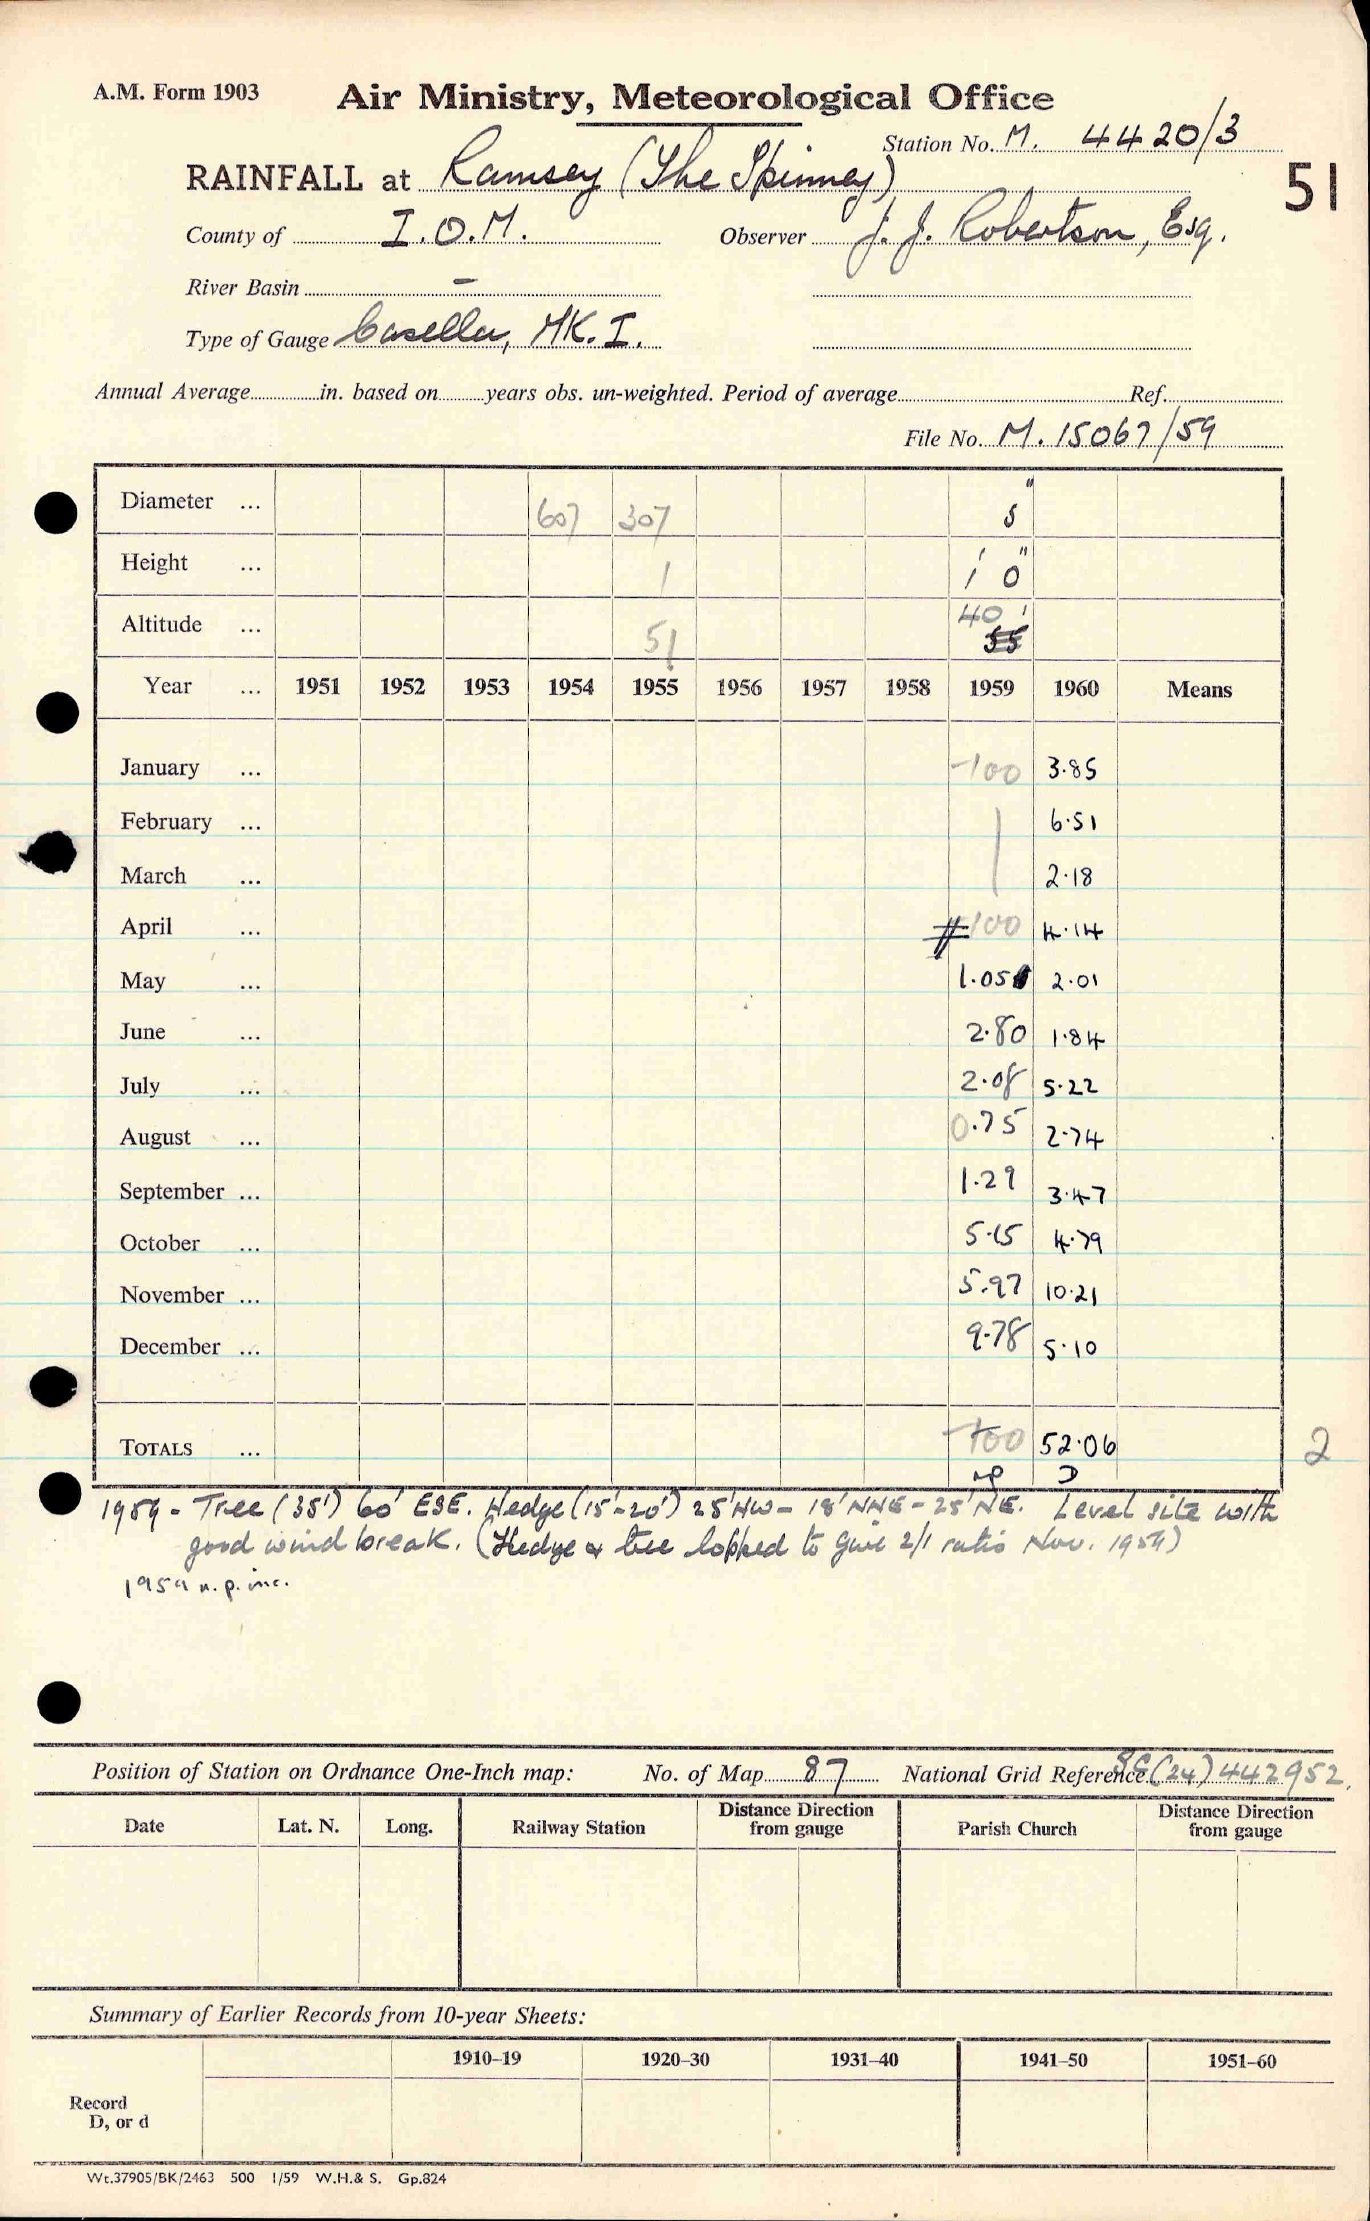 A.M. Form 1903 Air Ministry, Meteorological Office
Station No. M. 4420/3
RAINFALL at Ramsey (The Spinney)
51
County of I.O.M. Observer J. J. Robertson, Esq.
River Basin -
Type of Gauge Casella, MK. I.
Annual Average in. based on years obs. un-weighted. Period of average Ref.
File No. M. 15067/59
Diameter ... 607 307 5"
Height ... 1 1' 0"
Altitude ... 51 40' 55
Year ... 1951 1952 1953 1954 1955 1956 1957 1958 1959 1960 Means
January ... -100 3.85
February ... 6.51
March ... 2.18
April ... -100 4.14
May ... 1.05 2.01
June ... 2.80 1.84
July ... 2.08 5.22
August ... 0.75 2.74
September ... 1.29 3.47
October ... 5.15 4.79
November ... 5.97 10.21
December ... 9.78 5.10
TOTALS ... -100 52.06 2
np D
1959 - Tree (35') 60' ESE. Hedge (15'-20') 25' NW - 18' NNE - 25' NE. Level site with
good wind break. (Hedge & tree lopped to give 2/1 ratio Nov. 1959)
1959 n.p. inc.
Position of Station on Ordnance One-Inch map: No. of Map 87 National Grid Reference SC (24) 442952.
Date Lat. N. Long. Railway Station Distance Direction from gauge Parish Church Distance Direction from gauge
Summary of Earlier Records from 10-year Sheets:
1910–19 1920–30 1931–40 1941–50 1951–60
Record
D, or d
Wt.37905/BK/2463 500 1/59 W.H.& S. Gp.824